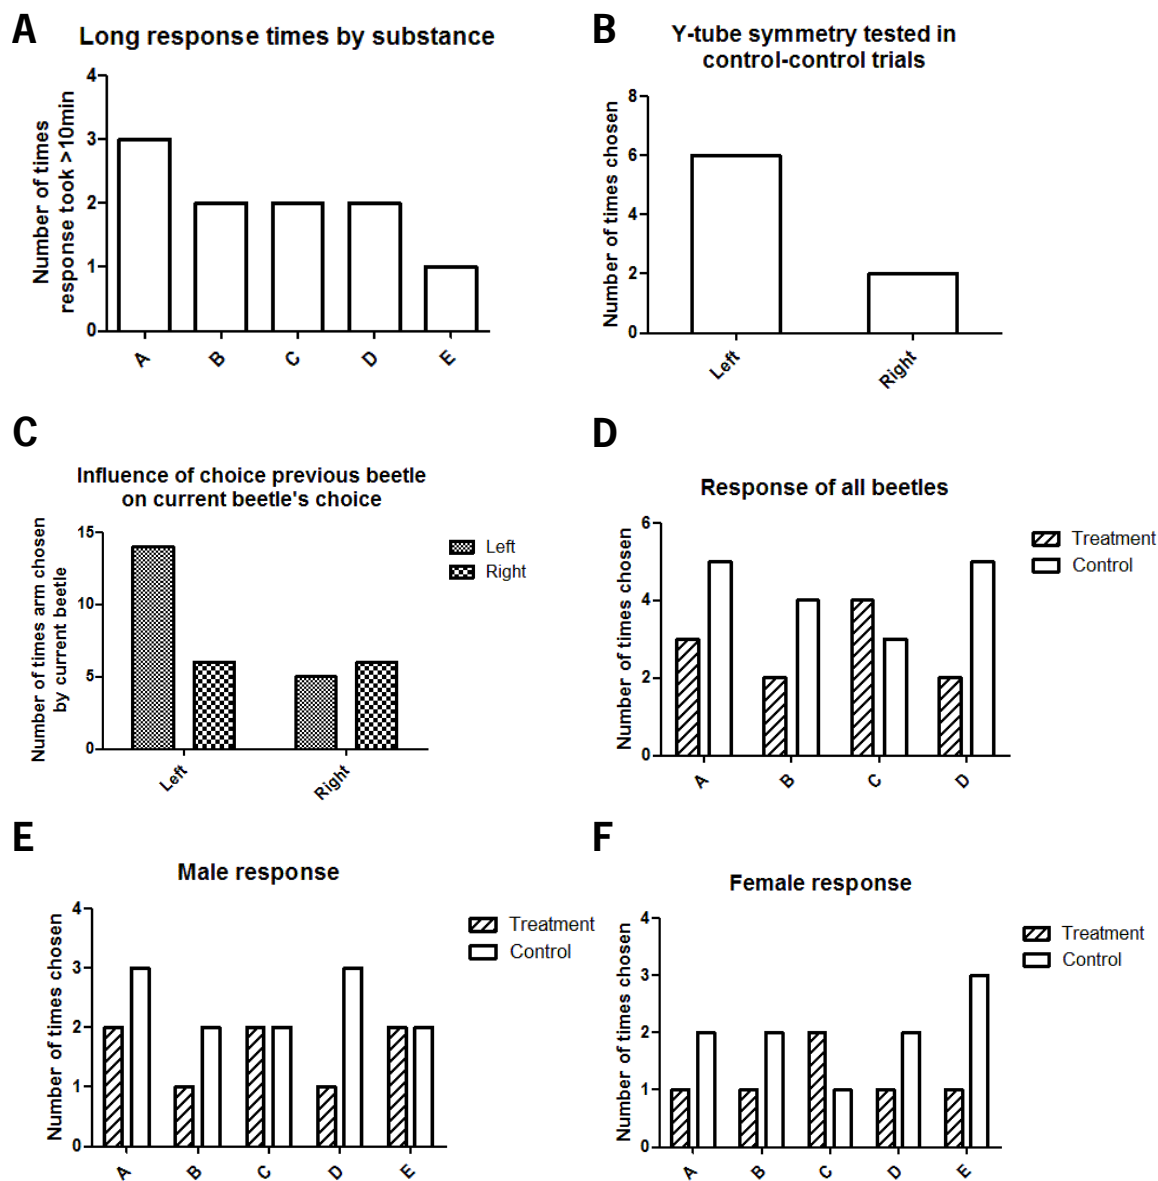 A
Long response times by substance
Number of times
response took >10min
4
3
2
1
0
A
B
C
D
E
B
Y-tube symmetry tested in
control-control trials
Number of times chosen
8
6
4
2
0
Left
Right
C
Influence of choice previous beetle
on current beetle's choice
Number of times arm chosen
by current beetle
15
10
5
0
Left
Right
Left
Right
D
Response of all beetles
Number of times chosen
6
4
2
0
A
B
C
D
Treatment
Control
E
Male response
Number of times chosen
4
3
2
1
0
A
B
C
D
E
Treatment
Control
F
Female response
Number of times chosen
4
3
2
1
0
A
B
C
D
E
Treatment
Control